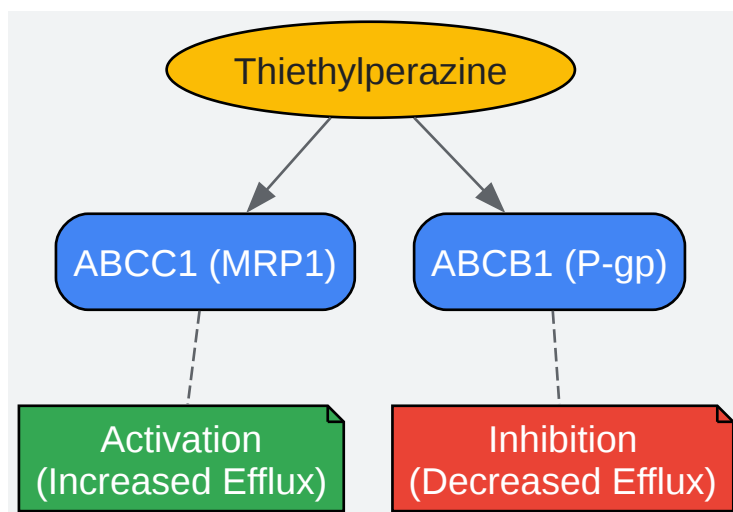 Thiethylperazine
ABCC1 (MRP1)
ABCB1 (P-gp)
Activation
(Increased Efflux)
Inhibition
(Decreased Efflux)